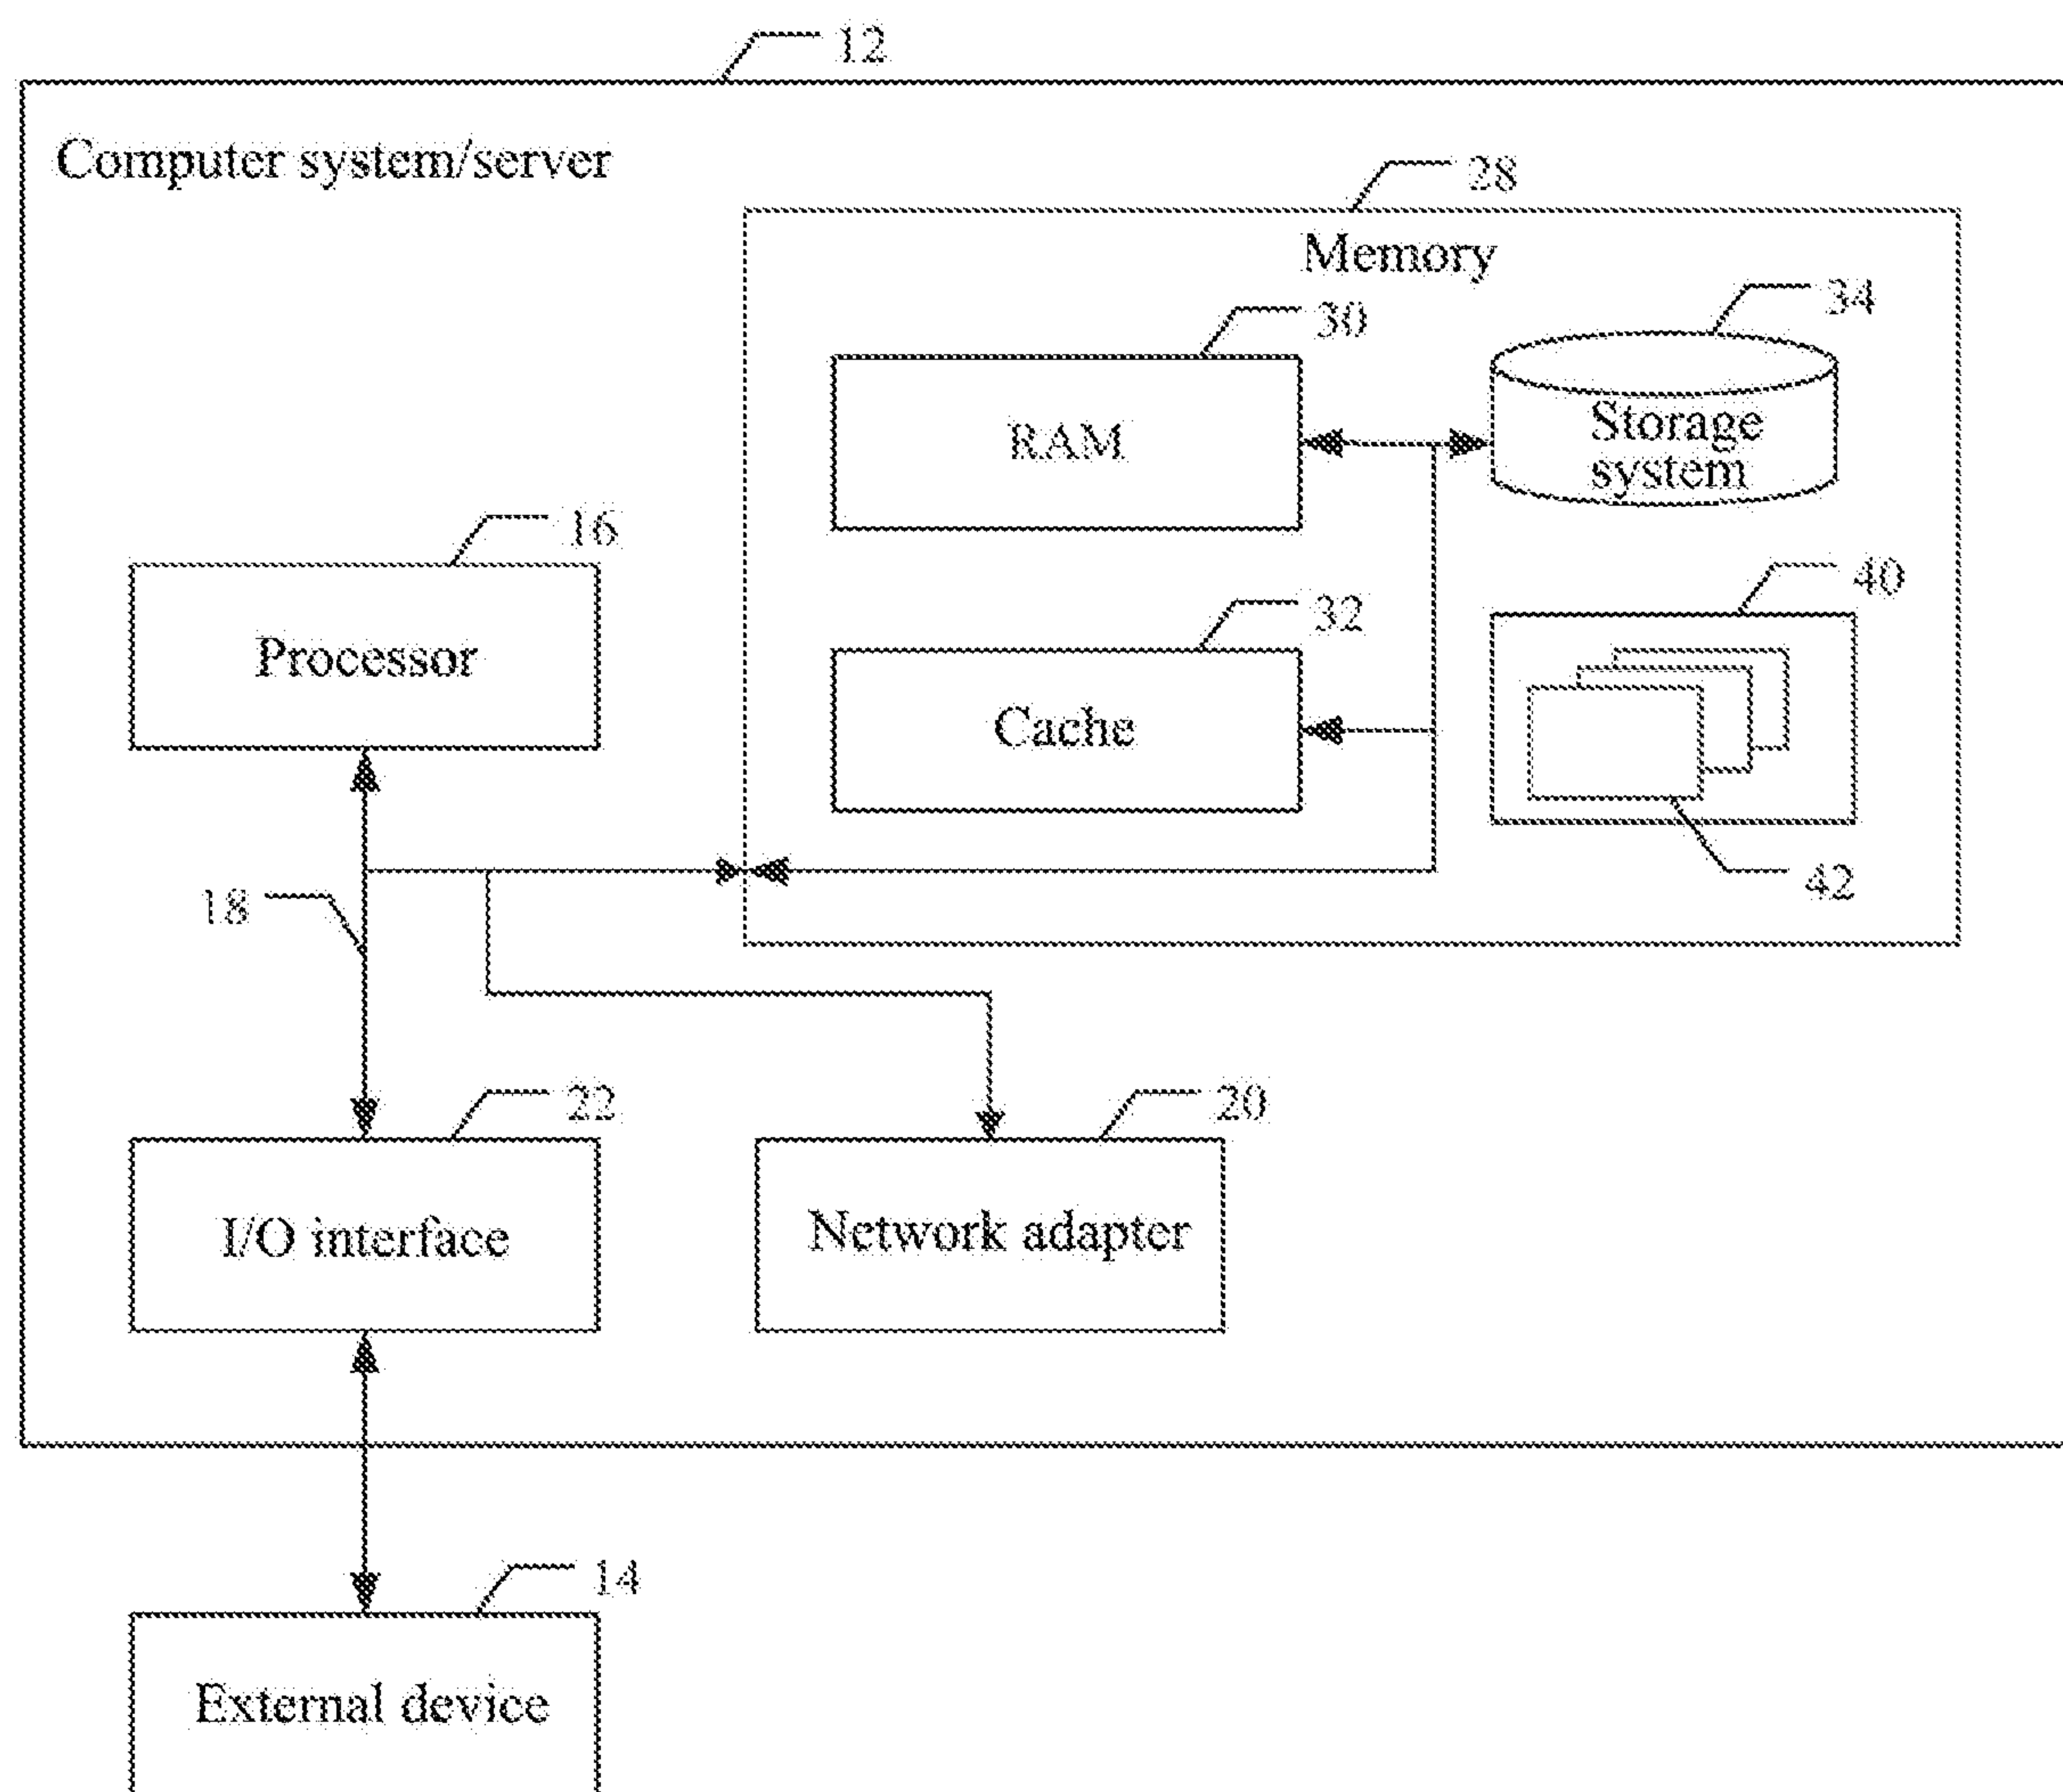 12
Computer system/server
28
Memory
34
30
RAM
Storage
system
16
40
32
Processor
Cache
42
18
22
20
I/O interface
Network adapter
14
External device